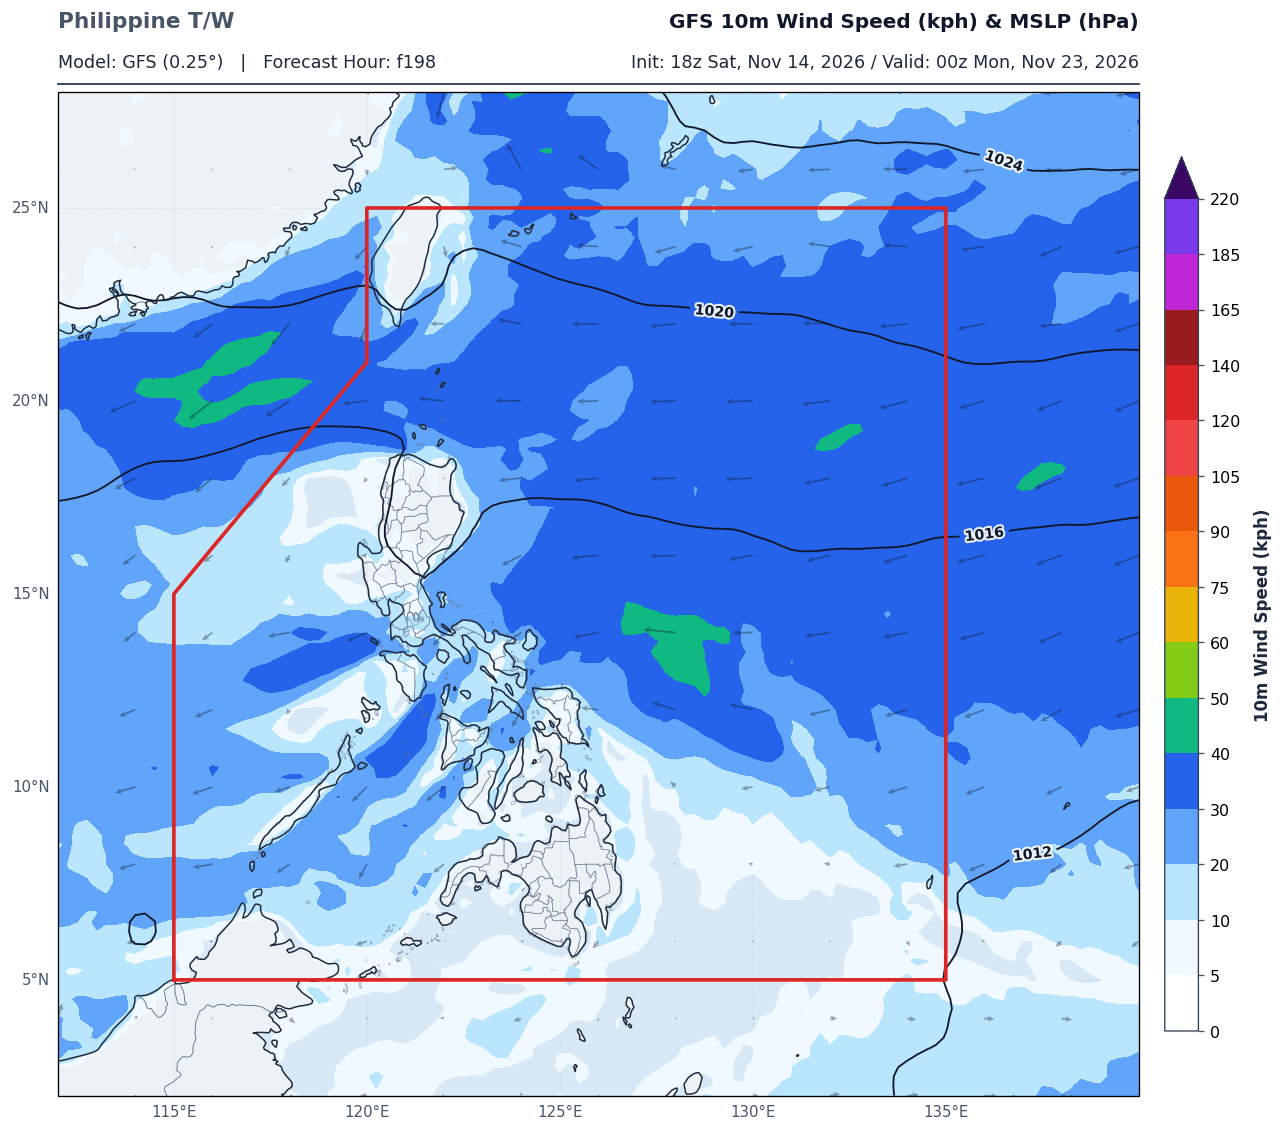 Philippine T/W
GFS 10m Wind Speed (kph) & MSLP (hPa)
Model: GFS (0.25°) | Forecast Hour: f198
Init: 18z Sat, Nov 14, 2026 / Valid: 00z Mon, Nov 23, 2026
1024
1020
1016
1012
25°N
20°N
15°N
10°N
5°N
115°E
120°E
125°E
130°E
135°E
220
185
165
140
120
105
90
75
60
50
40
30
20
10
5
0
10m Wind Speed (kph)